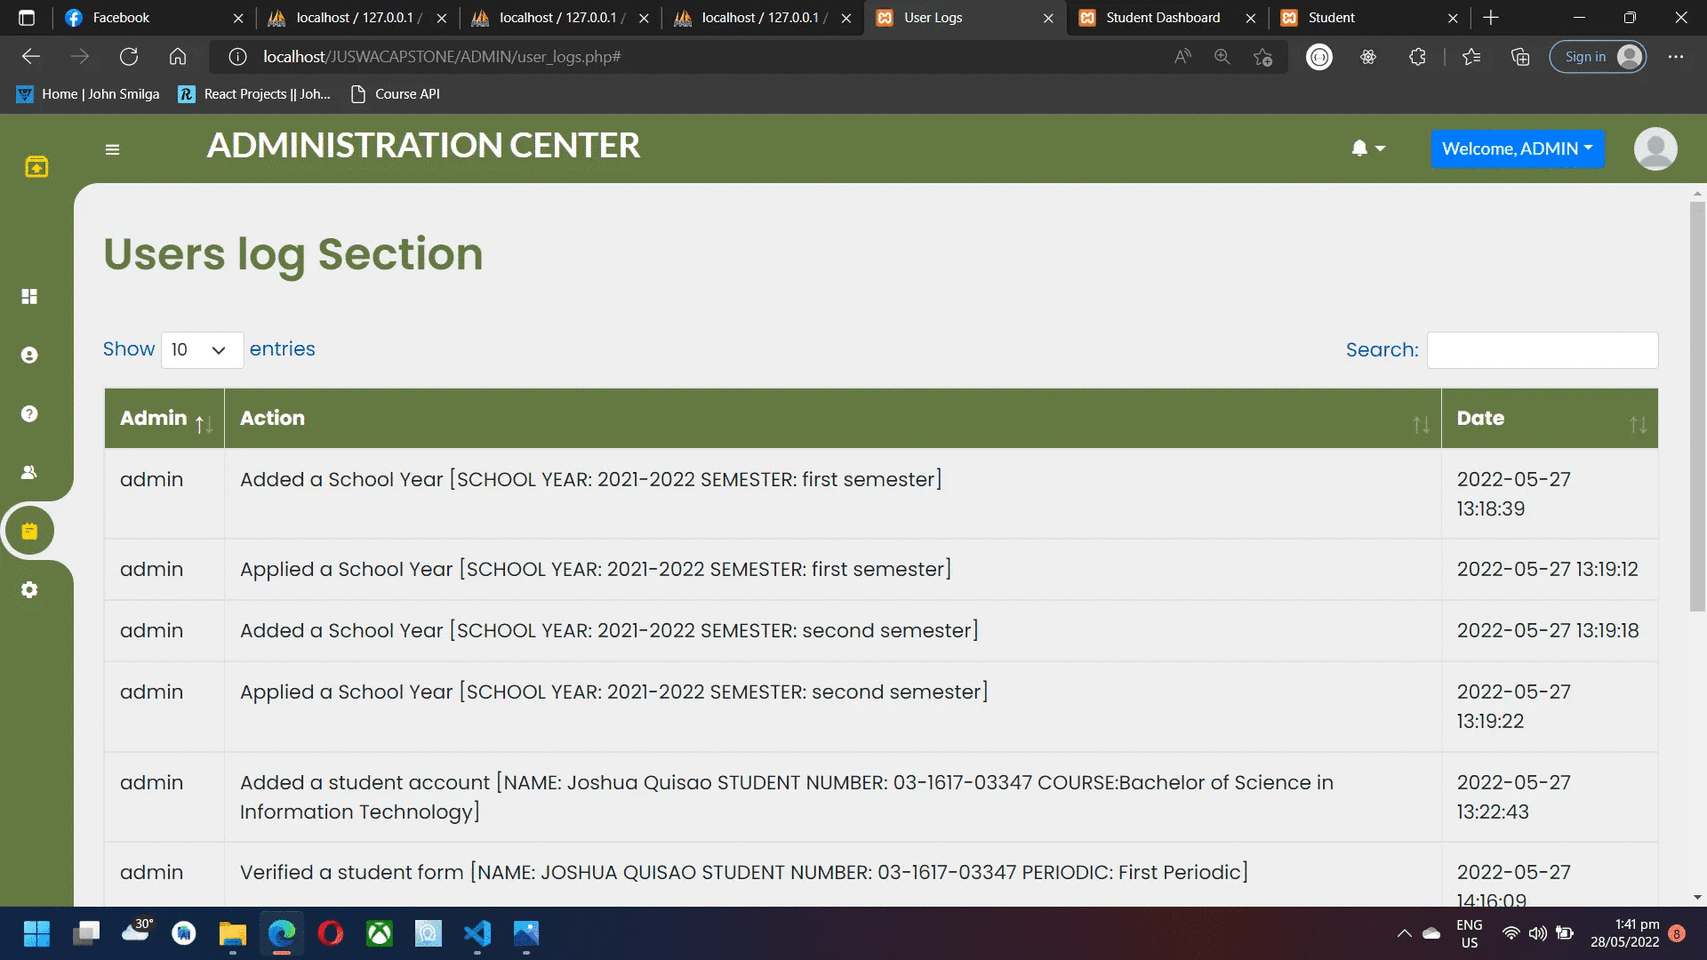 Facebook
localhost / 127.0.0.1 /
localhost / 127.0.0.1 /
localhost / 127.0.0.1 /
User Logs
Student Dashboard
Student
localhost/JUSWACAPSTONE/ADMIN/user_logs.php#
Sign in
Home | John Smilga
React Projects || Joh...
Course API
ADMINISTRATION CENTER
Welcome, ADMIN
Users log Section
Show 10 entries
Search:
Admin Action Date
admin Added a School Year [SCHOOL YEAR: 2021-2022 SEMESTER: first semester] 2022-05-27
13:18:39
admin Applied a School Year [SCHOOL YEAR: 2021-2022 SEMESTER: first semester] 2022-05-27 13:19:12
admin Added a School Year [SCHOOL YEAR: 2021-2022 SEMESTER: second semester] 2022-05-27 13:19:18
admin Applied a School Year [SCHOOL YEAR: 2021-2022 SEMESTER: second semester] 2022-05-27
13:19:22
admin Added a student account [NAME: Joshua Quisao STUDENT NUMBER: 03-1617-03347 COURSE:Bachelor of Science in 2022-05-27
Information Technology] 13:22:43
admin Verified a student form [NAME: JOSHUA QUISAO STUDENT NUMBER: 03-1617-03347 PERIODIC: First Periodic] 2022-05-27
14:16:09
30°
ENG
US
1:41 pm
28/05/2022
8